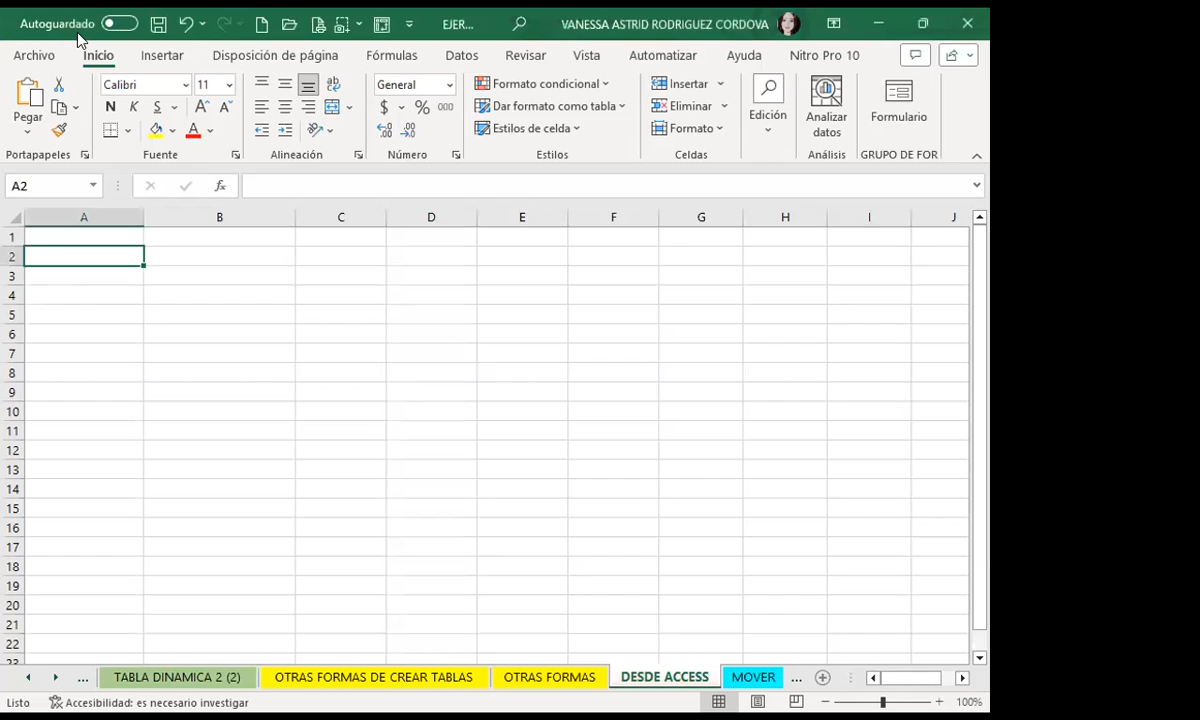 Autoguardado EJER... VANESSA ASTRID RODRIGUEZ CORDOVA
Archivo Inicio Insertar Disposición de página Fórmulas Datos Revisar Vista Automatizar Ayuda Nitro Pro 10
Calibri 11 General Formato condicional Insertar
Pegar N K S A A $ % 000 Dar formato como tabla Eliminar Edición Analizar datos Formulario
A Estilos de celda Formato
Portapapeles Fuente Alineación Número Estilos Celdas Análisis GRUPO DE FOR
A2 fx
A B C D E F G H I J
1
2
3
4
5
6
7
8
9
10
11
12
13
14
15
16
17
18
19
20
21
22
23
... TABLA DINAMICA 2 (2) OTRAS FORMAS DE CREAR TABLAS OTRAS FORMAS DESDE ACCESS MOVER ...
Listo Accesibilidad: es necesario investigar 100%